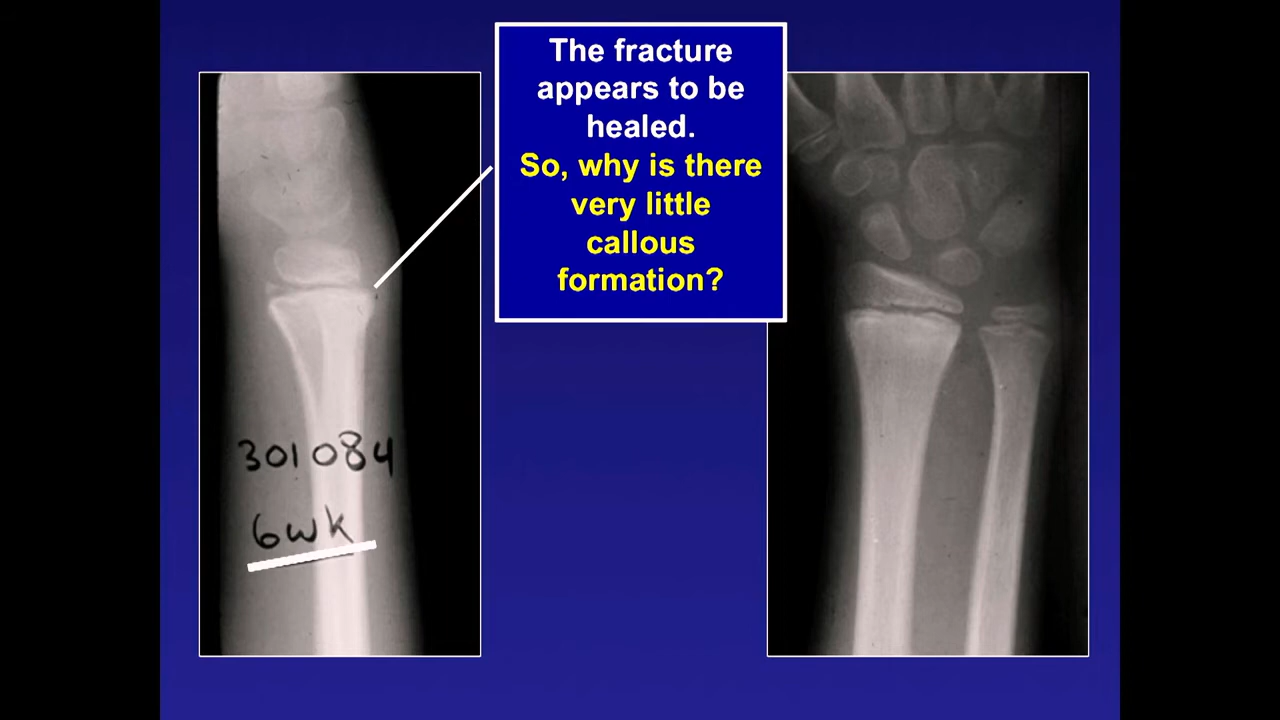 The fracture
appears to be
healed.
So, why is there
very little
callous
formation?
301084
6wk